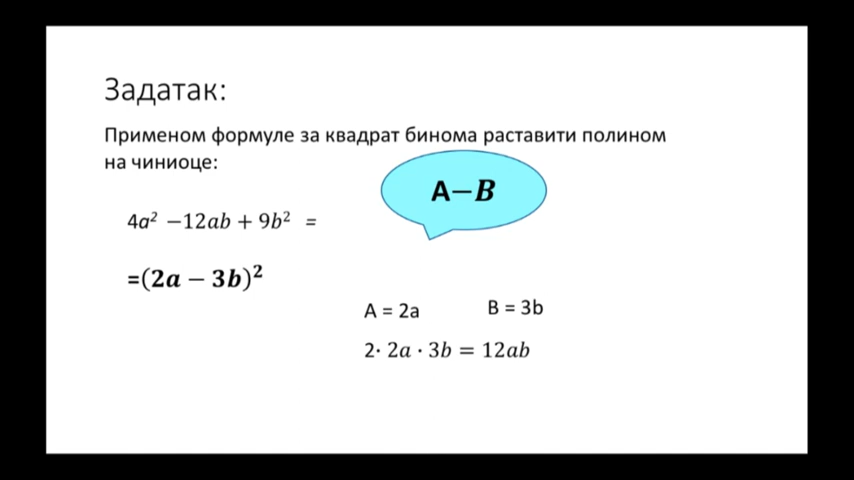 Задатак:
Применом формуле за квадрат бинома раставити полином
на чиниоце:
A−B
4a² −12ab + 9b² =
=(2a − 3b)²
A = 2a
B = 3b
2· 2a · 3b = 12ab